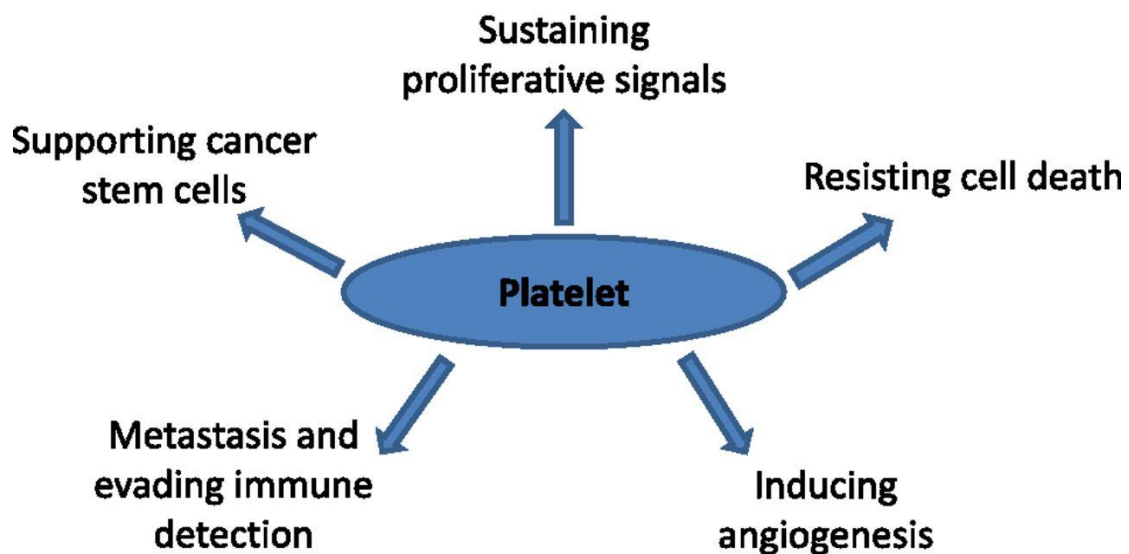 Sustaining
proliferative signals
Supporting cancer
stem cells
Resisting cell death
Platelet
Metastasis and
evading immune
detection
Inducing
angiogenesis